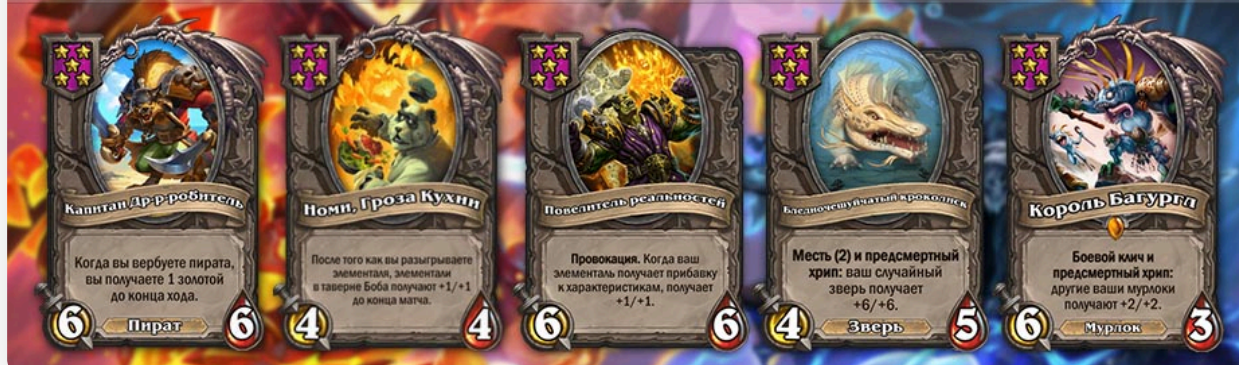 Капитан Др-р-робитель
Когда вы вербуете пирата,
вы получаете 1 золотой
до конца хода.
6
Пират
6
Номи, Гроза Кухни
После того как вы разыгрываете
элементаля, элементали
в таверне Боба получают +1/+1
до конца матча.
4
4
Повелитель реальностей
Провокация. Когда ваш
элементаль получает прибавку
к характеристикам, получает
+1/+1.
6
6
Бледночешуйчатый кроколиск
Месть (2) и предсмертный
хрип: ваш случайный
зверь получает
+6/+6.
4
Зверь
5
Король Багургл
Боевой клич и
предсмертный хрип:
другие ваши мурлоки
получают +2/+2.
6
Мурлок
3